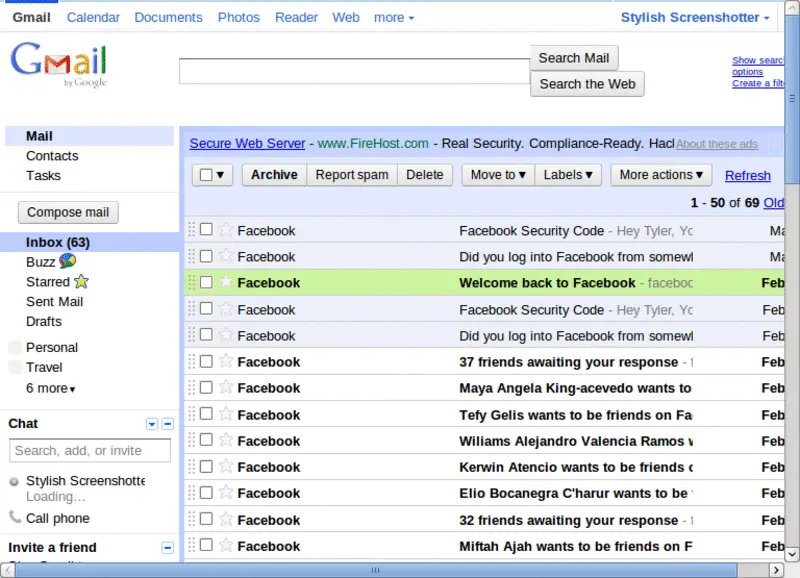 Gmail Calendar Documents Photos Reader Web more Stylish Screenshotter
Gmail
by Google
Search Mail
Search the Web
Show searc
options
Create a filt
Mail
Contacts
Tasks
Compose mail
Inbox (63)
Buzz
Starred
Sent Mail
Drafts
Personal
Travel
6 more
Chat
Search, add, or invite
Stylish Screenshotte
Loading...
Call phone
Invite a friend
Secure Web Server - www.FireHost.com - Real Security. Compliance-Ready. Hacl About these ads
Archive Report spam Delete Move to Labels More actions Refresh
1 - 50 of 69 Old
Facebook Facebook Security Code - Hey Tyler, Yo Ma
Facebook Did you log into Facebook from somewh Ma
Facebook Welcome back to Facebook - faceboo Feb
Facebook Facebook Security Code - Hey Tyler, Yo Feb
Facebook Did you log into Facebook from somewh Feb
Facebook 37 friends awaiting your response - f Feb
Facebook Maya Angela King-acevedo wants to Feb
Facebook Tefy Gelis wants to be friends on Fa Feb
Facebook Wiliams Alejandro Valencia Ramos w Feb
Facebook Kerwin Atencio wants to be friends o Feb
Facebook Elio Bocanegra C'harur wants to be Feb
Facebook 32 friends awaiting your response - f Feb
Facebook Miftah Ajah wants to be friends on F Feb